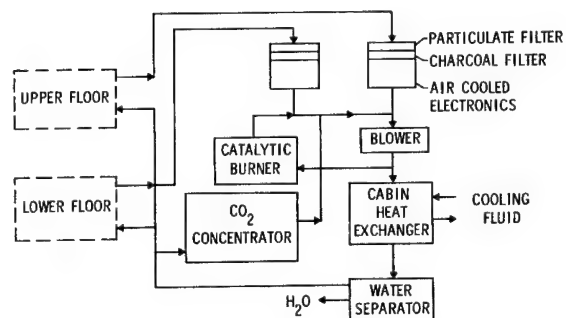 PARTICULATE FILTER
CHARCOAL FILTER
AIR COOLED
ELECTRONICS
UPPER FLOOR
BLOWER
CATALYTIC
BURNER
LOWER FLOOR
CO2
CONCENTRATOR
CABIN
HEAT
EXCHANGER
COOLING
FLUID
WATER
SEPARATOR
H2O